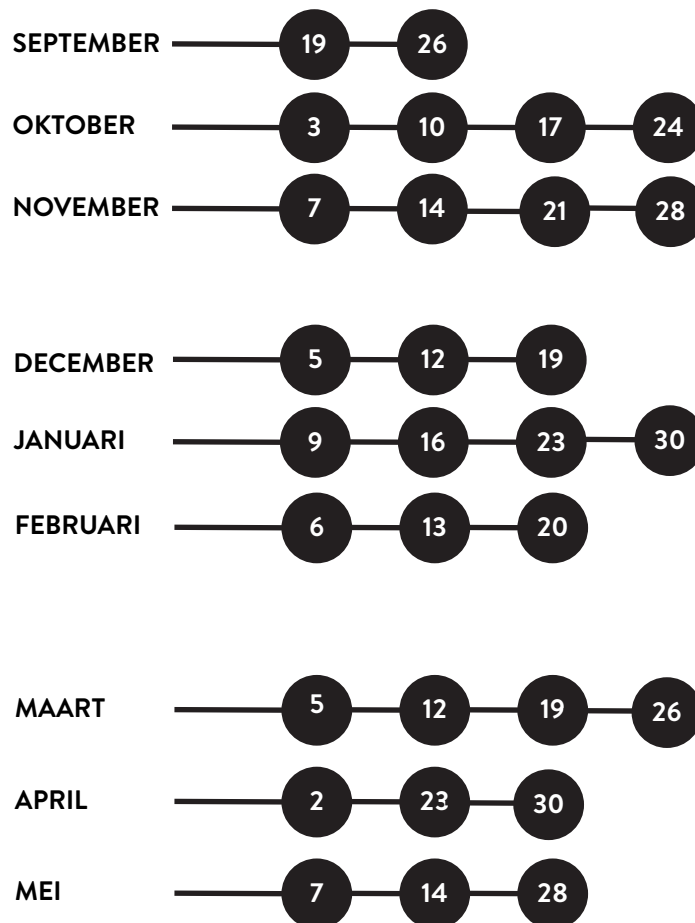 SEPTEMBER 19 26
OKTOBER 3 10 17 24
NOVEMBER 7 14 21 28
DECEMBER 5 12 19
JANUARI 9 16 23 30
FEBRUARI 6 13 20
MAART 5 12 19 26
APRIL 2 23 30
MEI 7 14 28